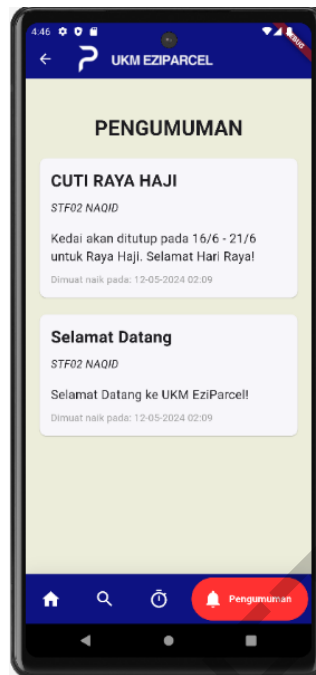 4:46
DEBUG
UKM EZIPARCEL
PENGUMUMAN
CUTI RAYA HAJI
STF02 NAQID
Kedai akan ditutup pada 16/6 - 21/6
untuk Raya Haji. Selamat Hari Raya!
Dimuat naik pada: 12-05-2024 02:09
Selamat Datang
STF02 NAQID
Selamat Datang ke UKM EziParcel!
Dimuat naik pada: 12-05-2024 02:09
Pengumuman